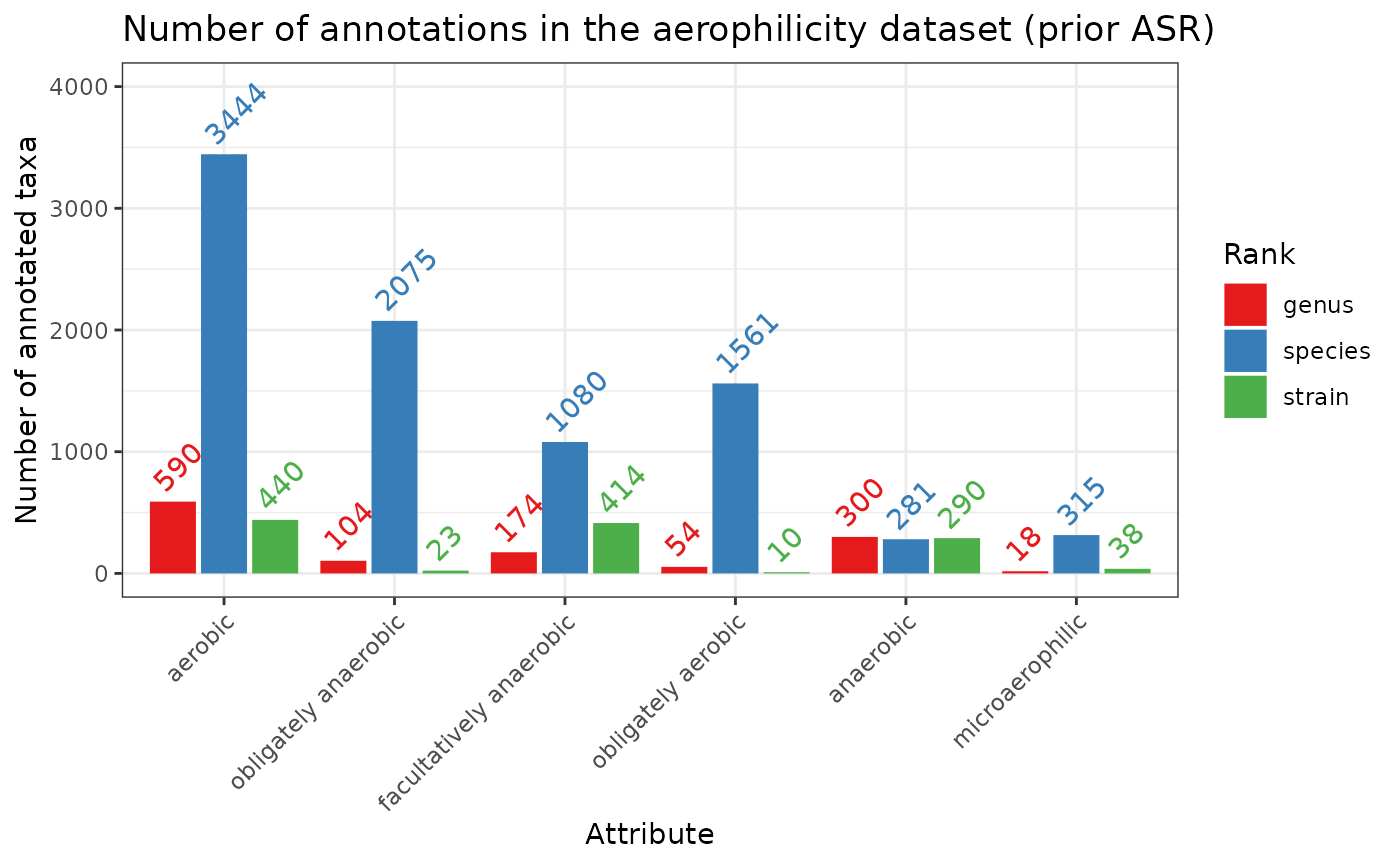 Number of annotations in the aerophilicity dataset (prior ASR)
Number of annotated taxa
4000
3000
2000
1000
0
590
3444
440
104
2075
23
174
1080
414
54
1561
10
300
281
290
18
315
38
aerobic
obligately anaerobic
facultatively anaerobic
obligately aerobic
anaerobic
microaerophilic
Attribute
Rank
genus
species
strain